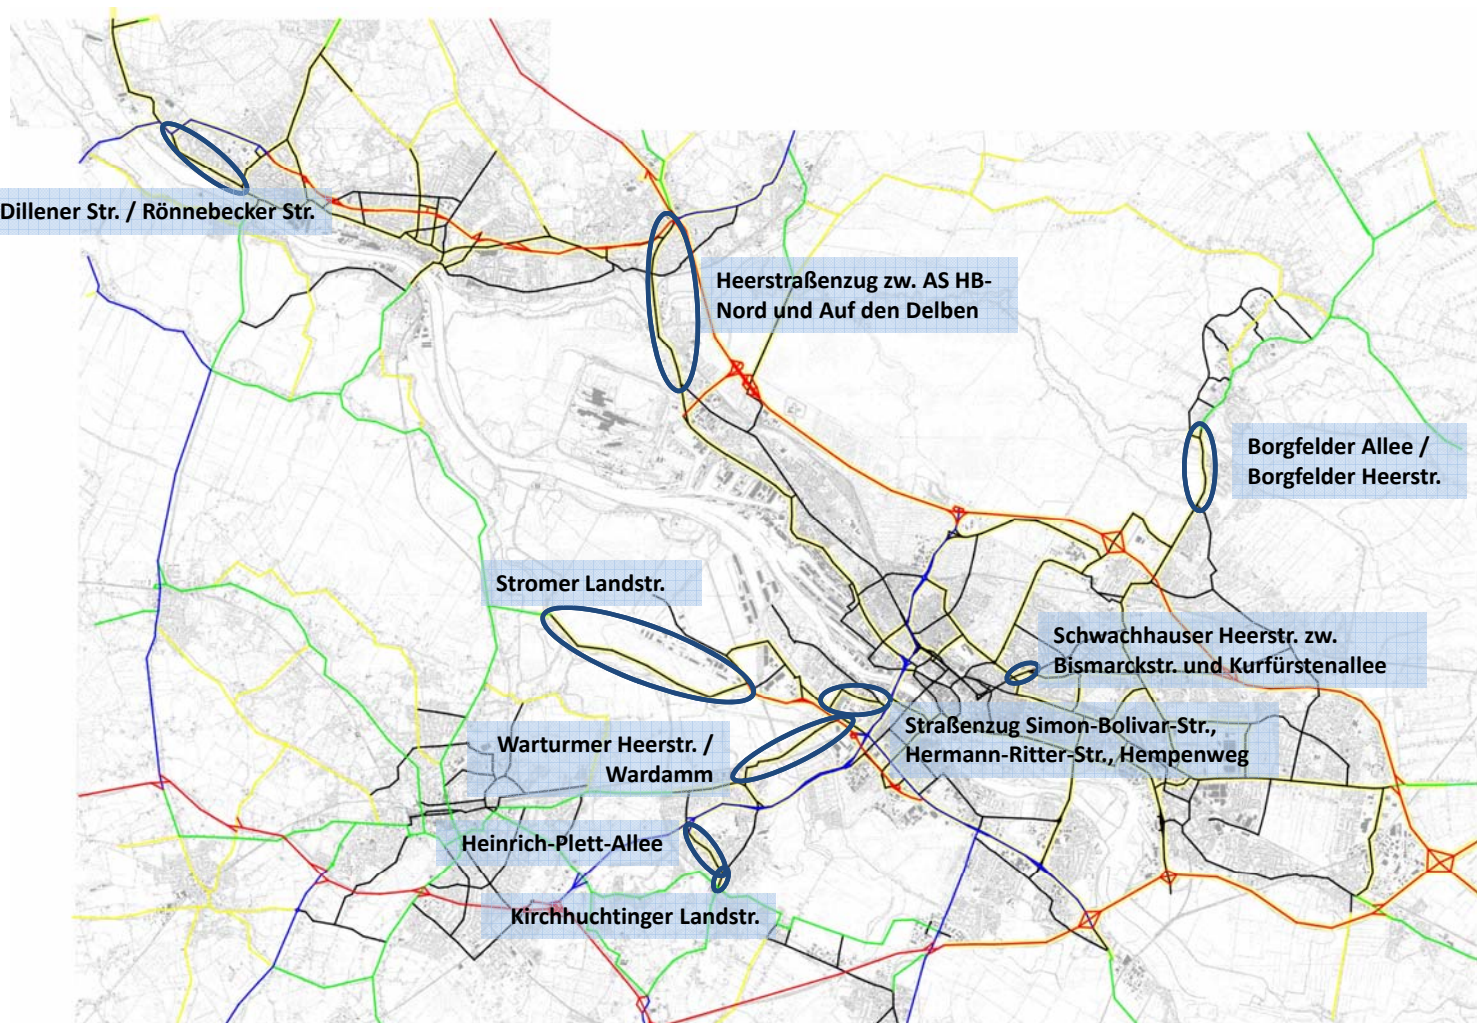 Dillener Str. / Rönnebecker Str.
Heerstraßenzug zw. AS HB-
Nord und Auf den Delben
Borgfelder Allee /
Borgfelder Heerstr.
Stromer Landstr.
Schwachhauser Heerstr. zw.
Bismarckstr. und Kurfürstenallee
Straßenzug Simon-Bolivar-Str.,
Hermann-Ritter-Str., Hempenweg
Warturmer Heerstr. /
Wardamm
Heinrich-Plett-Allee
Kirchhuchtinger Landstr.